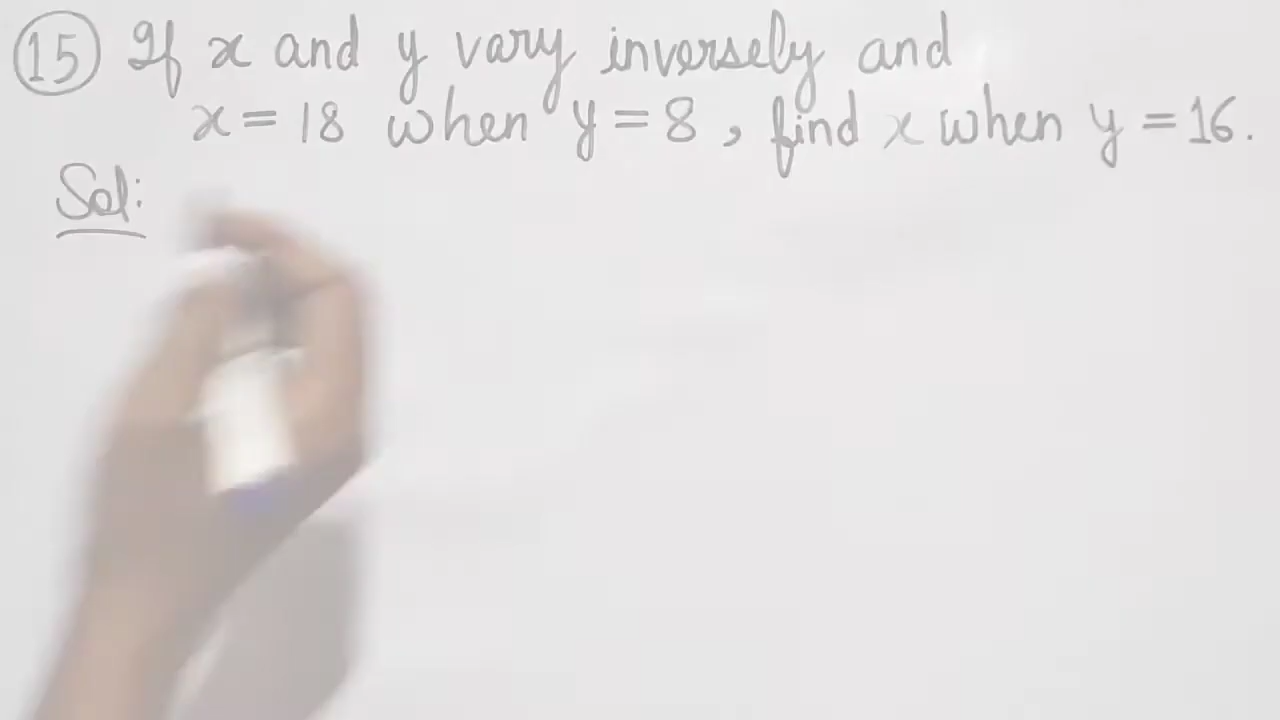 15 If x and y vary inversely and
x = 18 when y = 8, find x when y = 16.
Sol: